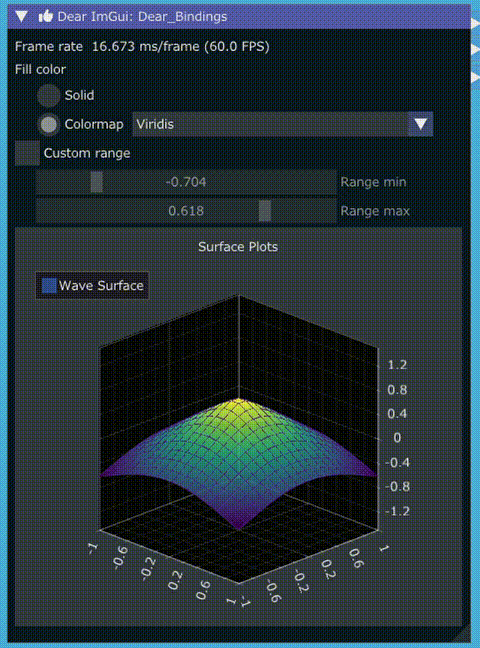 Dear ImGui: Dear_Bindings
Frame rate 16.673 ms/frame (60.0 FPS)
Fill color
Solid
Colormap Viridis
Custom range
-0.704 Range min
0.618 Range max
Surface Plots
Wave Surface
1.2
0.8
0.4
0
-0.4
-0.8
-1.2
-1 -0.6 -0.2 0.2 0.6 1
-1 -0.6 -0.2 0.2 0.6 1